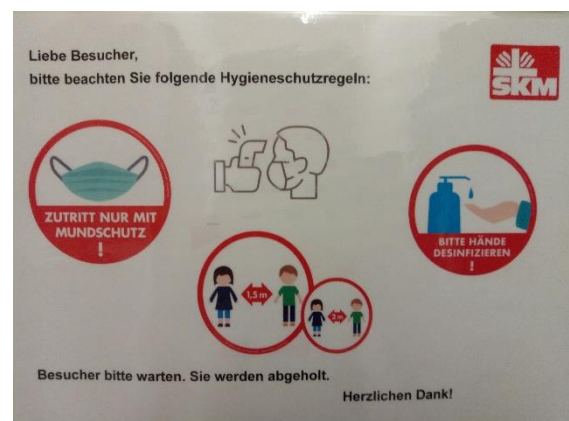 Liebe Besucher,
bitte beachten Sie folgende Hygieneschutzregeln:
SKM
ZUTRITT NUR MIT
MUNDSCHUTZ
!
BITTE HÄNDE
DESINFIZIEREN
!
1,5 m
2m
Besucher bitte warten. Sie werden abgeholt.
Herzlichen Dank!